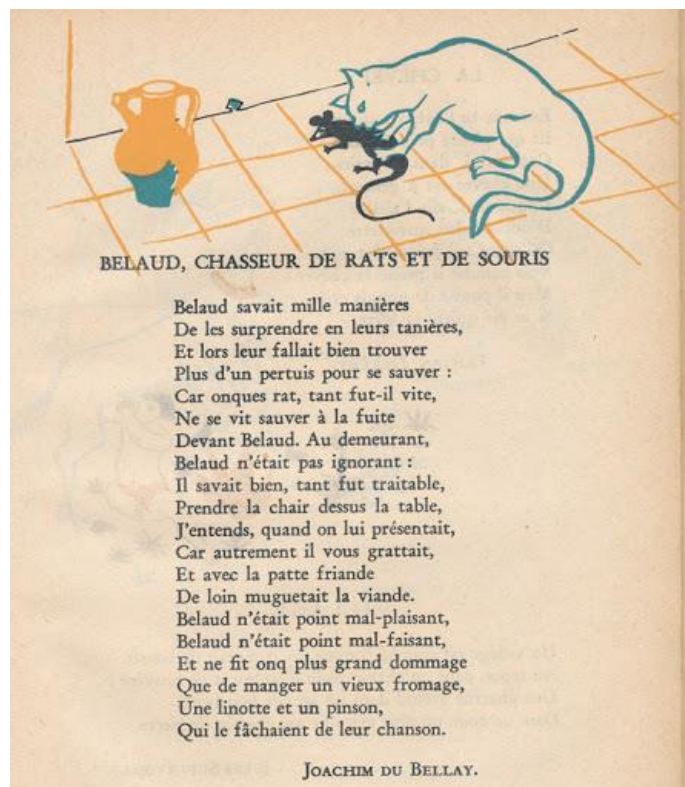 BELAUD, CHASSEUR DE RATS ET DE SOURIS
Belaud savait mille manières
De les surprendre en leurs tanières,
Et lors leur fallait bien trouver
Plus d'un pertuis pour se sauver :
Car onques rat, tant fut-il vite,
Ne se vit sauver à la fuite
Devant Belaud. Au demeurant,
Belaud n'était pas ignorant :
Il savait bien, tant fut traitable,
Prendre la chair dessus la table,
J'entends, quand on lui présentait,
Car autrement il vous grattait,
Et avec la patte friande
De loin muguetait la viande.
Belaud n'était point mal-plaisant,
Belaud n'était point mal-faisant,
Et ne fit onq plus grand dommage
Que de manger un vieux fromage,
Une linotte et un pinson,
Qui le fâchaient de leur chanson.
JOACHIM DU BELLAY.